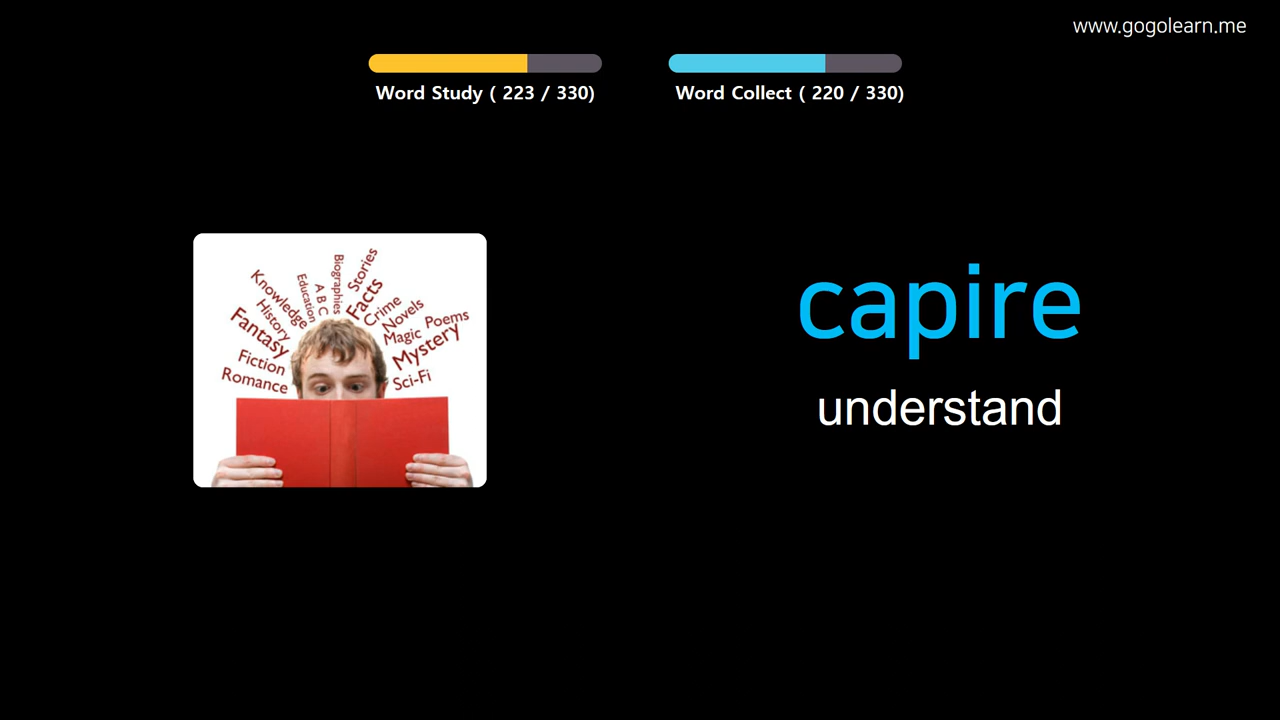 www.gogolearn.me
Word Study ( 223 / 330)
Word Collect ( 220 / 330)
Stories
Biographies
Facts
A B C
Education
Knowledge
Crime
History
Novels
Fantasy
Poems
Magic
Mystery
Fiction
Sci-Fi
Romance
capire
understand